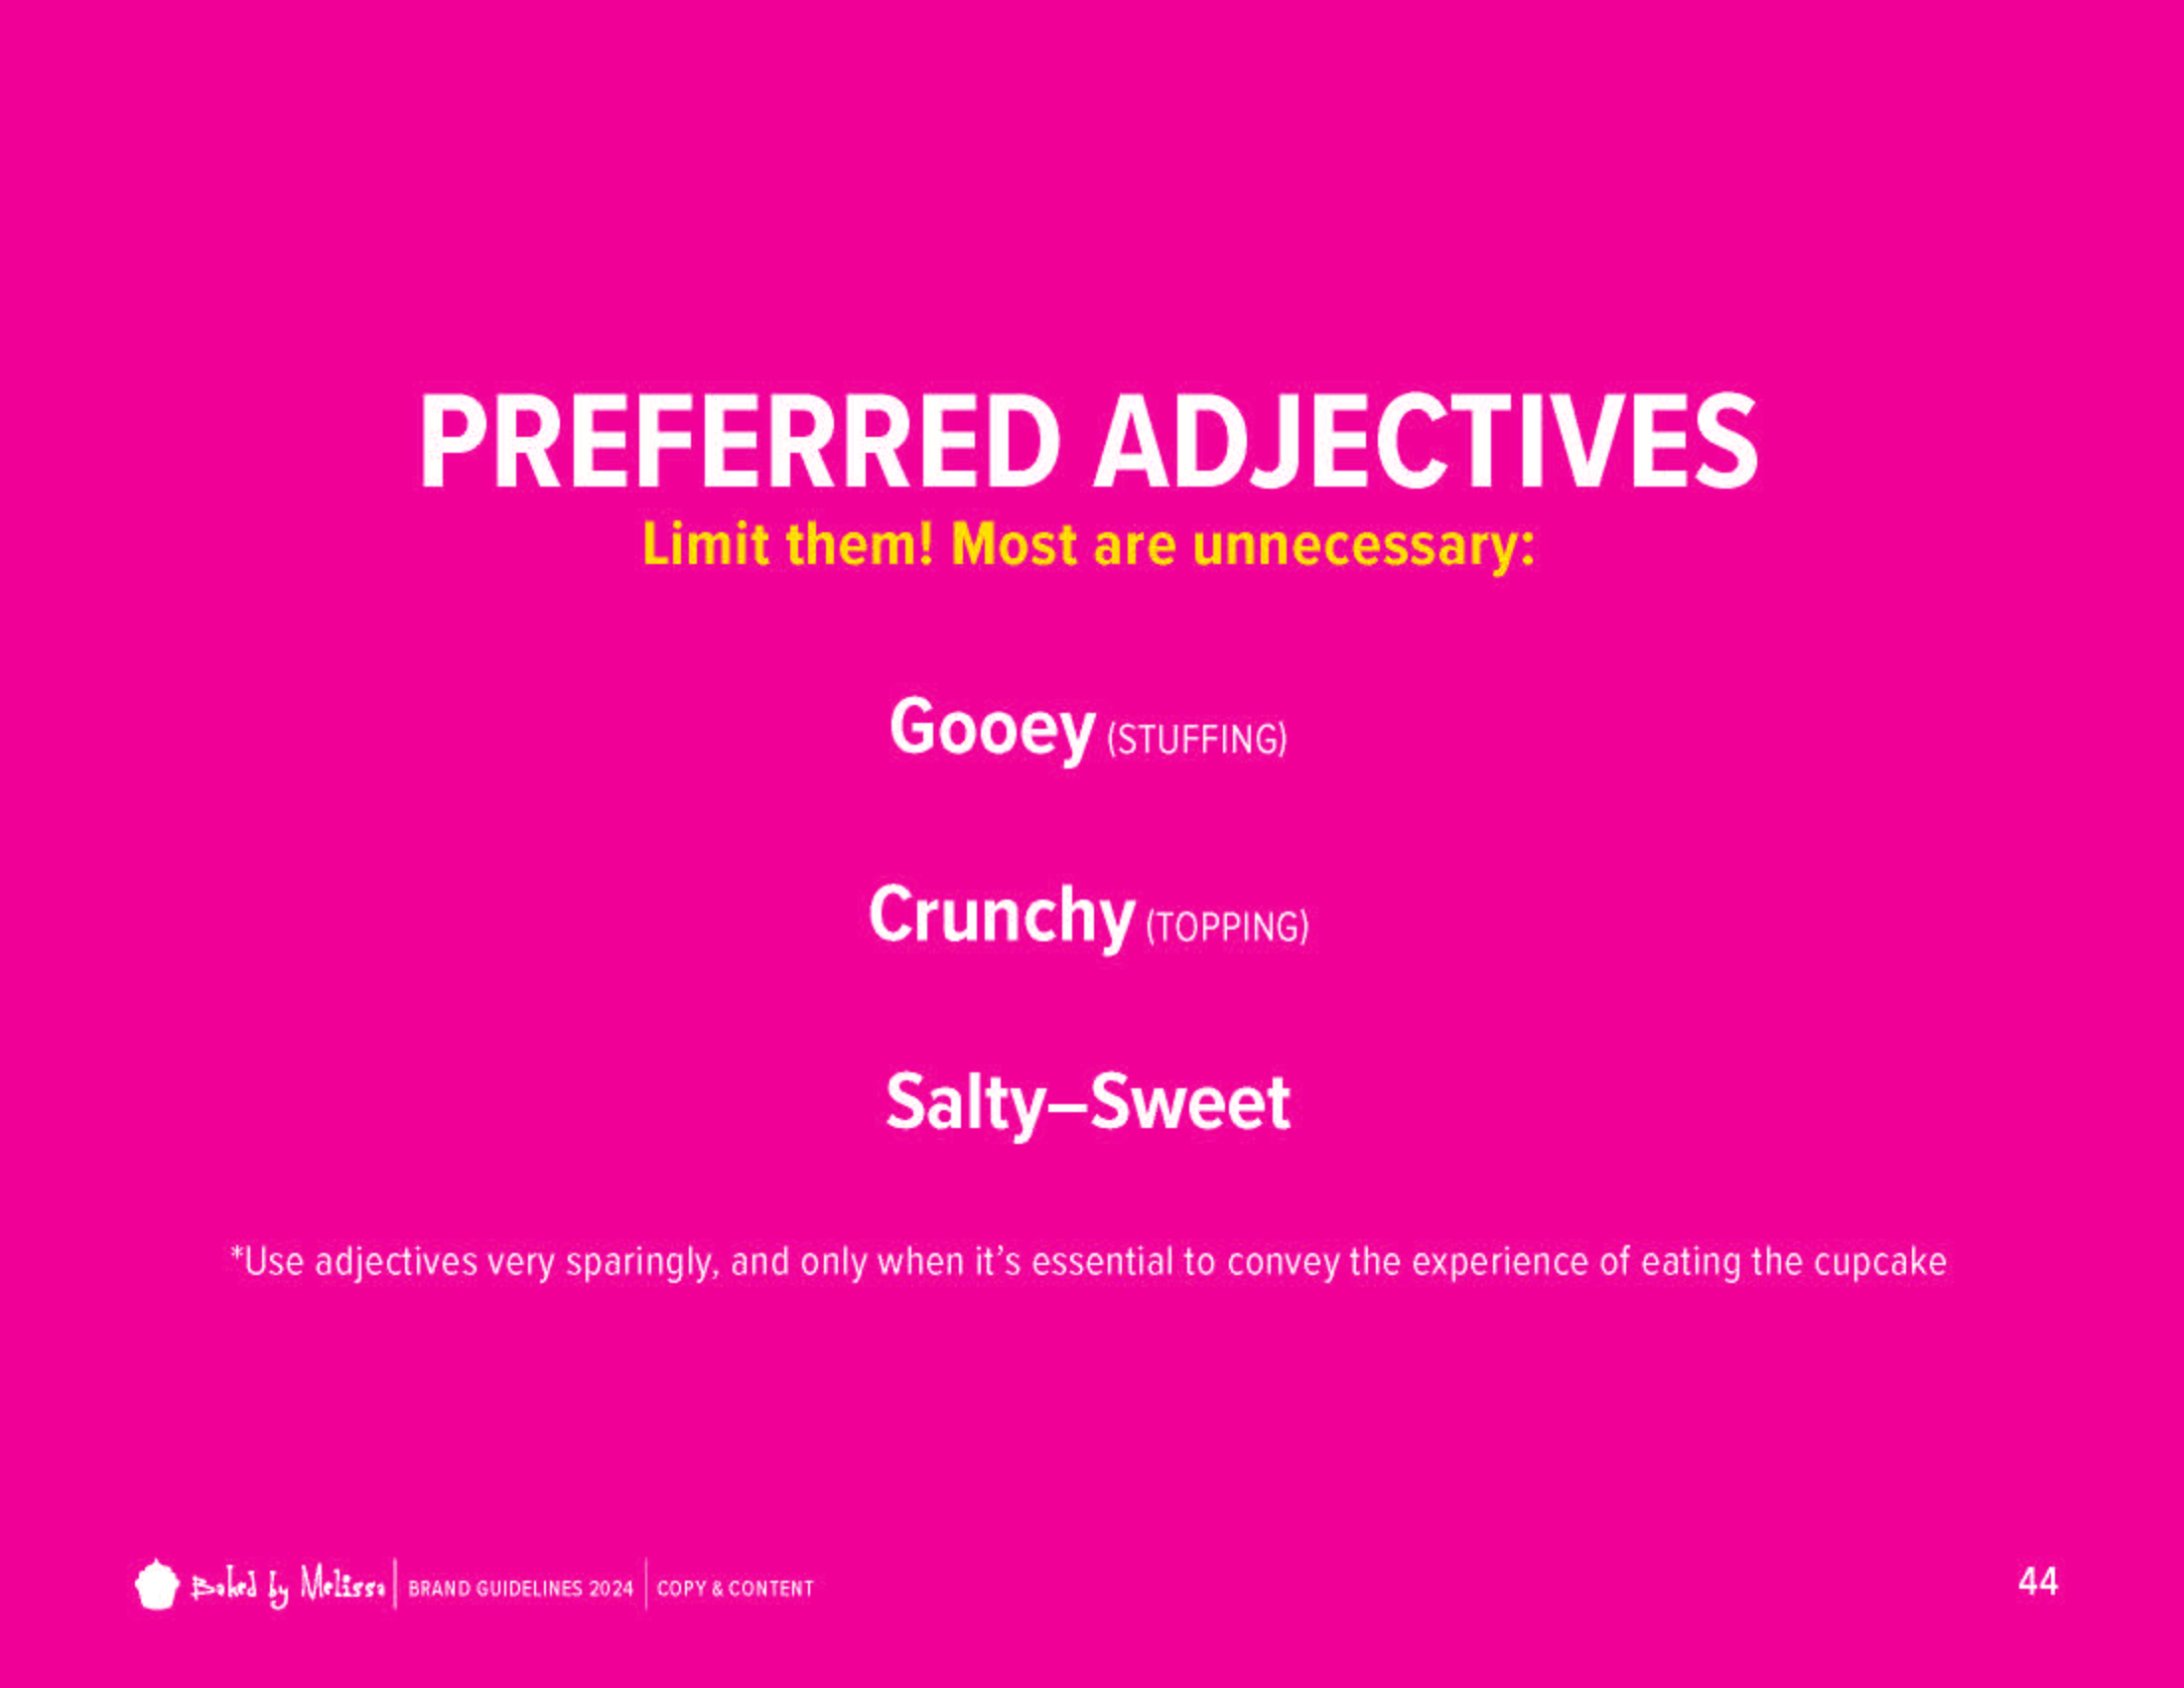 PREFERRED ADJECTIVES
Limit them! Most are unnecessary:
Gooey (STUFFING)
Crunchy (TOPPING)
Salty–Sweet
*Use adjectives very sparingly, and only when it’s essential to convey the experience of eating the cupcake
Baked by Melissa | BRAND GUIDELINES 2024 | COPY & CONTENT
44